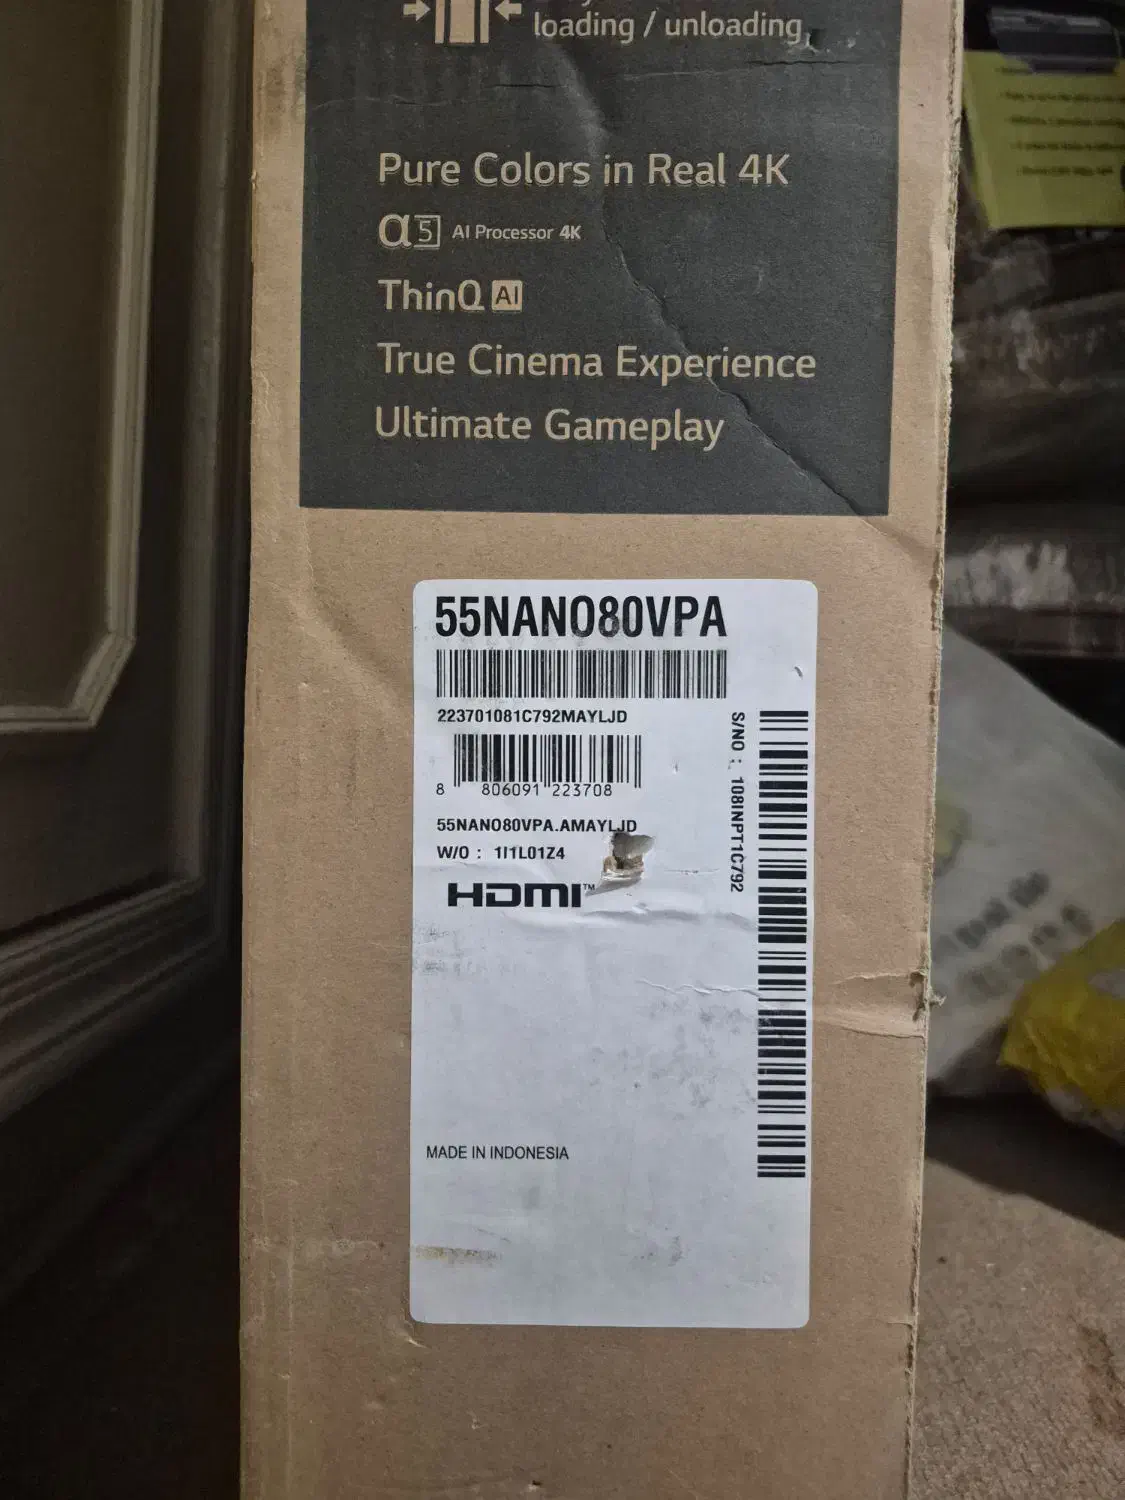 loading / unloading
Pure Colors in Real 4K
α5 AI Processor 4K
ThinQ AI
True Cinema Experience
Ultimate Gameplay
55NANO80VPA
223701081C792MAYLJD
8 806091 223708
55NANO80VPA.AMAYLJD
W/O : 1I1L01Z4
HDMI™
S/NO : 108INPT1C792
MADE IN INDONESIA